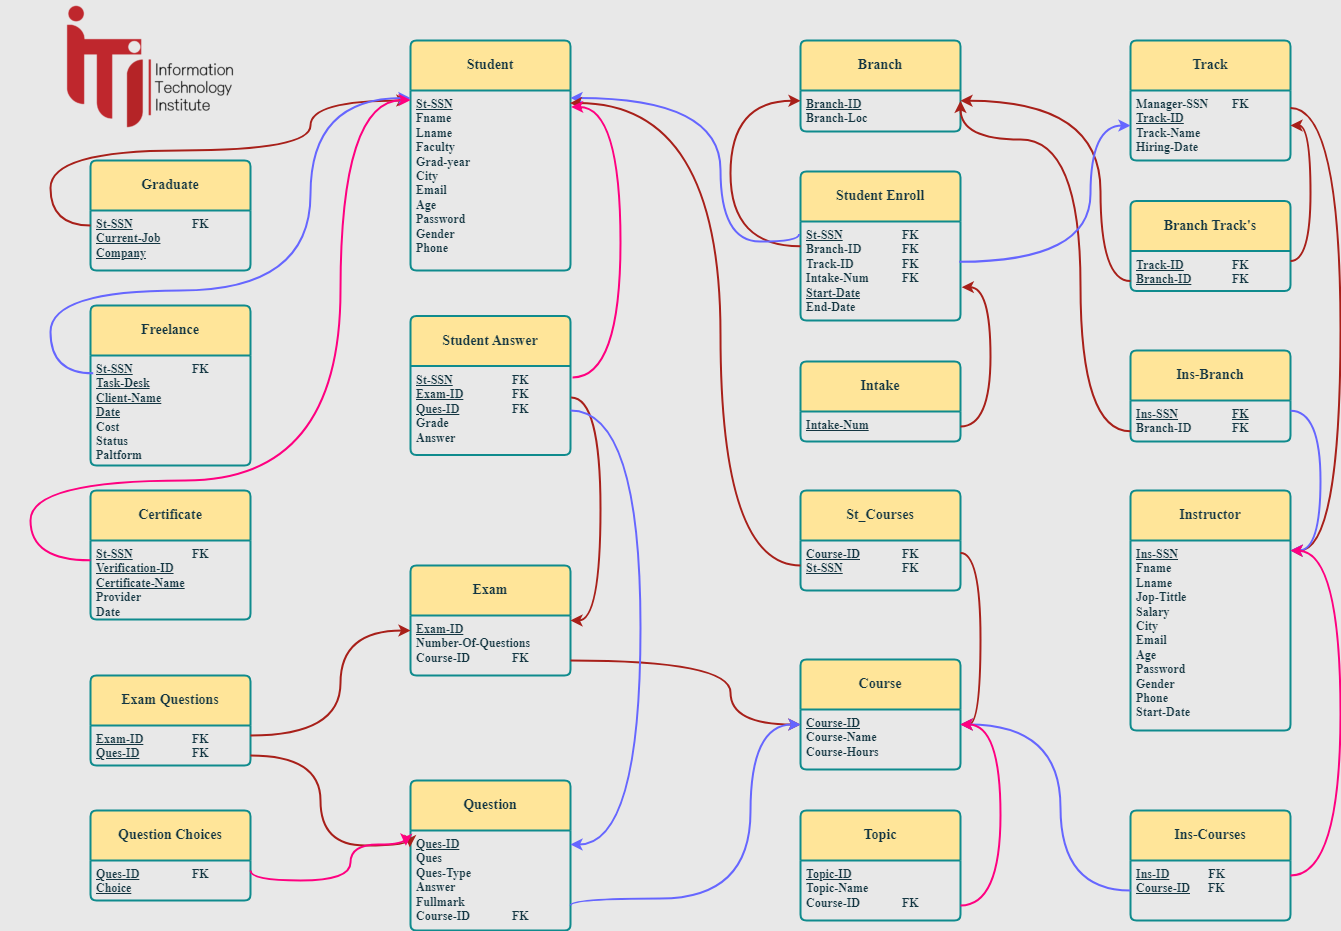 Information
Technology
Institute
Student
St-SSN
Fname
Lname
Faculty
Grad-year
City
Email
Age
Password
Gender
Phone
Branch
Branch-ID
Branch-Loc
Track
Manager-SSN FK
Track-ID
Track-Name
Hiring-Date
Graduate
St-SSN FK
Current-Job
Company
Student Enroll
St-SSN FK
Branch-ID FK
Track-ID FK
Intake-Num FK
Start-Date
End-Date
Branch Track's
Track-ID FK
Branch-ID FK
Freelance
St-SSN FK
Task-Desk
Client-Name
Date
Cost
Status
Paltform
Student Answer
St-SSN FK
Exam-ID FK
Ques-ID FK
Grade
Answer
Intake
Intake-Num
Ins-Branch
Ins-SSN FK
Branch-ID FK
Certificate
St-SSN FK
Verification-ID
Certificate-Name
Provider
Date
St_Courses
Course-ID FK
St-SSN FK
Instructor
Ins-SSN
Fname
Lname
Jop-Tittle
Salary
City
Email
Age
Password
Gender
Phone
Start-Date
Exam
Exam-ID
Number-Of-Questions
Course-ID FK
Exam Questions
Exam-ID FK
Ques-ID FK
Course
Course-ID
Course-Name
Course-Hours
Question Choices
Ques-ID FK
Choice
Question
Ques-ID
Ques
Ques-Type
Answer
Fullmark
Course-ID FK
Topic
Topic-ID
Topic-Name
Course-ID FK
Ins-Courses
Ins-ID FK
Course-ID FK